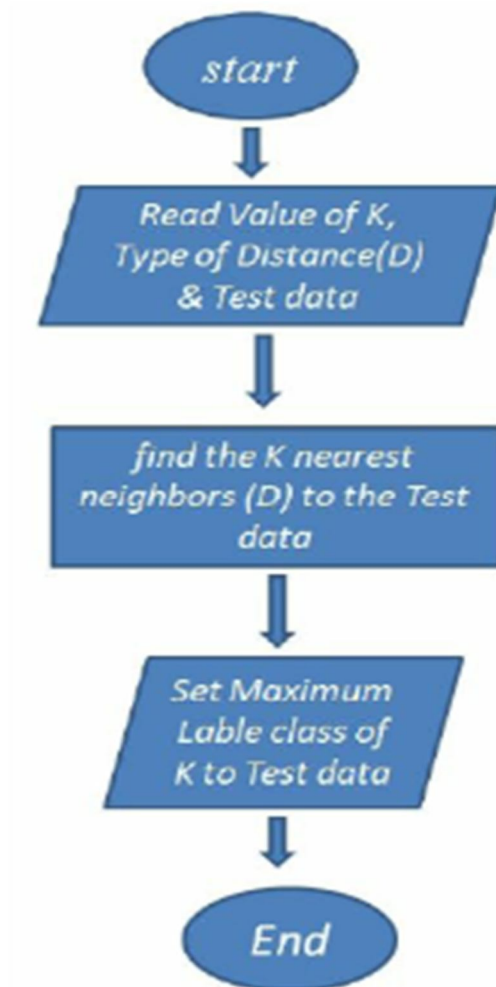 start
Read Value of K,
Type of Distance(D)
& Test data
find the K nearest
neighbors (D) to the Test
data
Set Maximum
Lable class of
K to Test data
End